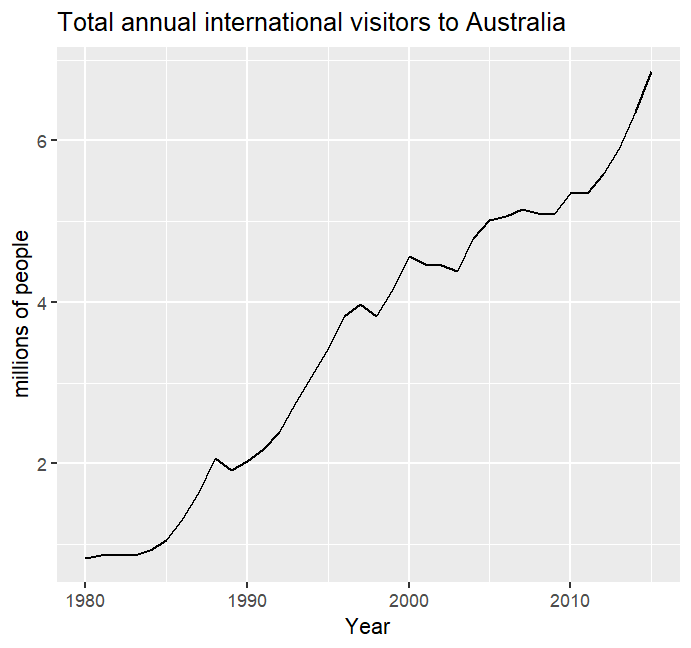 Total annual international visitors to Australia
millions of people
6
4
2
1980 1990 2000 2010
Year